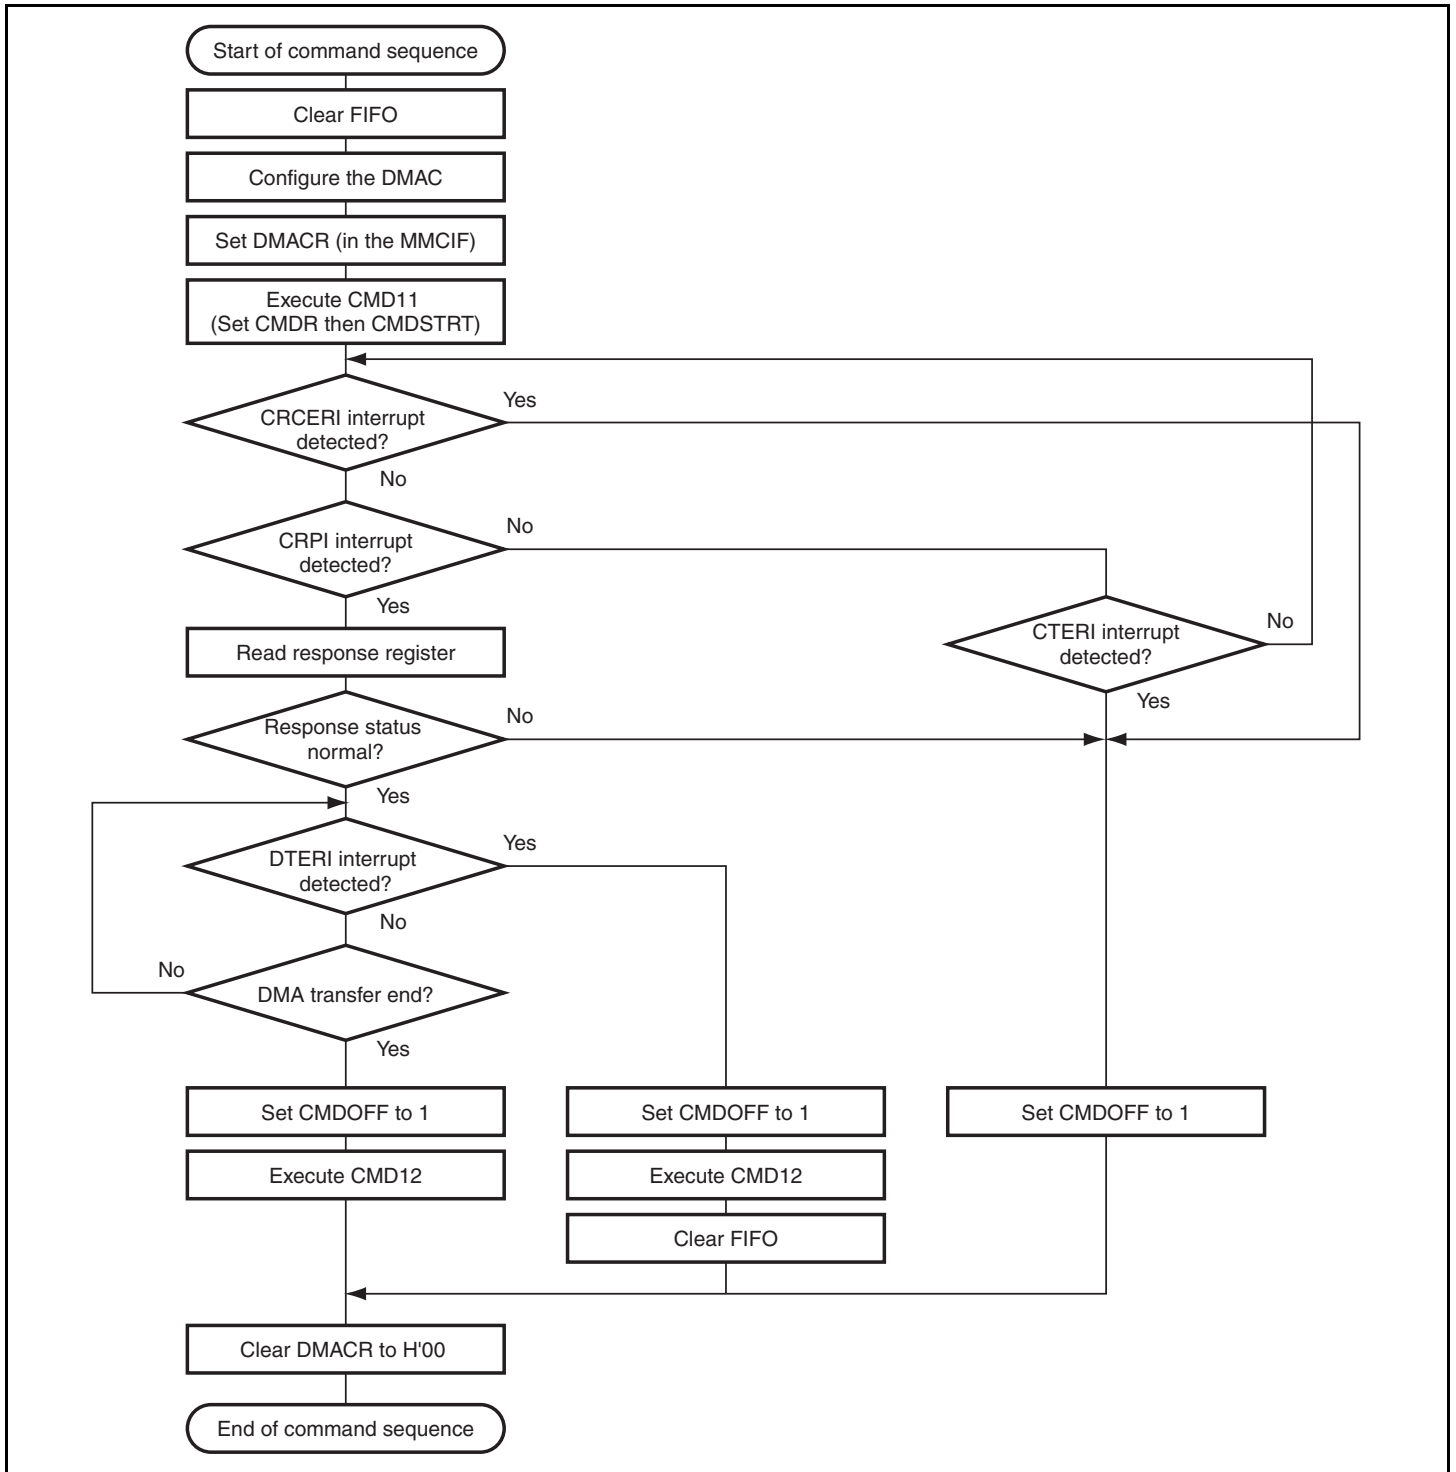 Start of command sequence
Clear FIFO
Configure the DMAC
Set DMACR (in the MMCIF)
Execute CMD11
(Set CMDR then CMDSTRT)
CRCERI interrupt
detected?
Yes
No
CRPI interrupt
detected?
No
Yes
CTERI interrupt
detected?
No
Yes
Read response register
Response status
normal?
No
Yes
DTERI interrupt
detected?
Yes
No
DMA transfer end?
No
Yes
Set CMDOFF to 1
Set CMDOFF to 1
Set CMDOFF to 1
Execute CMD12
Execute CMD12
Clear FIFO
Clear DMACR to H'00
End of command sequence